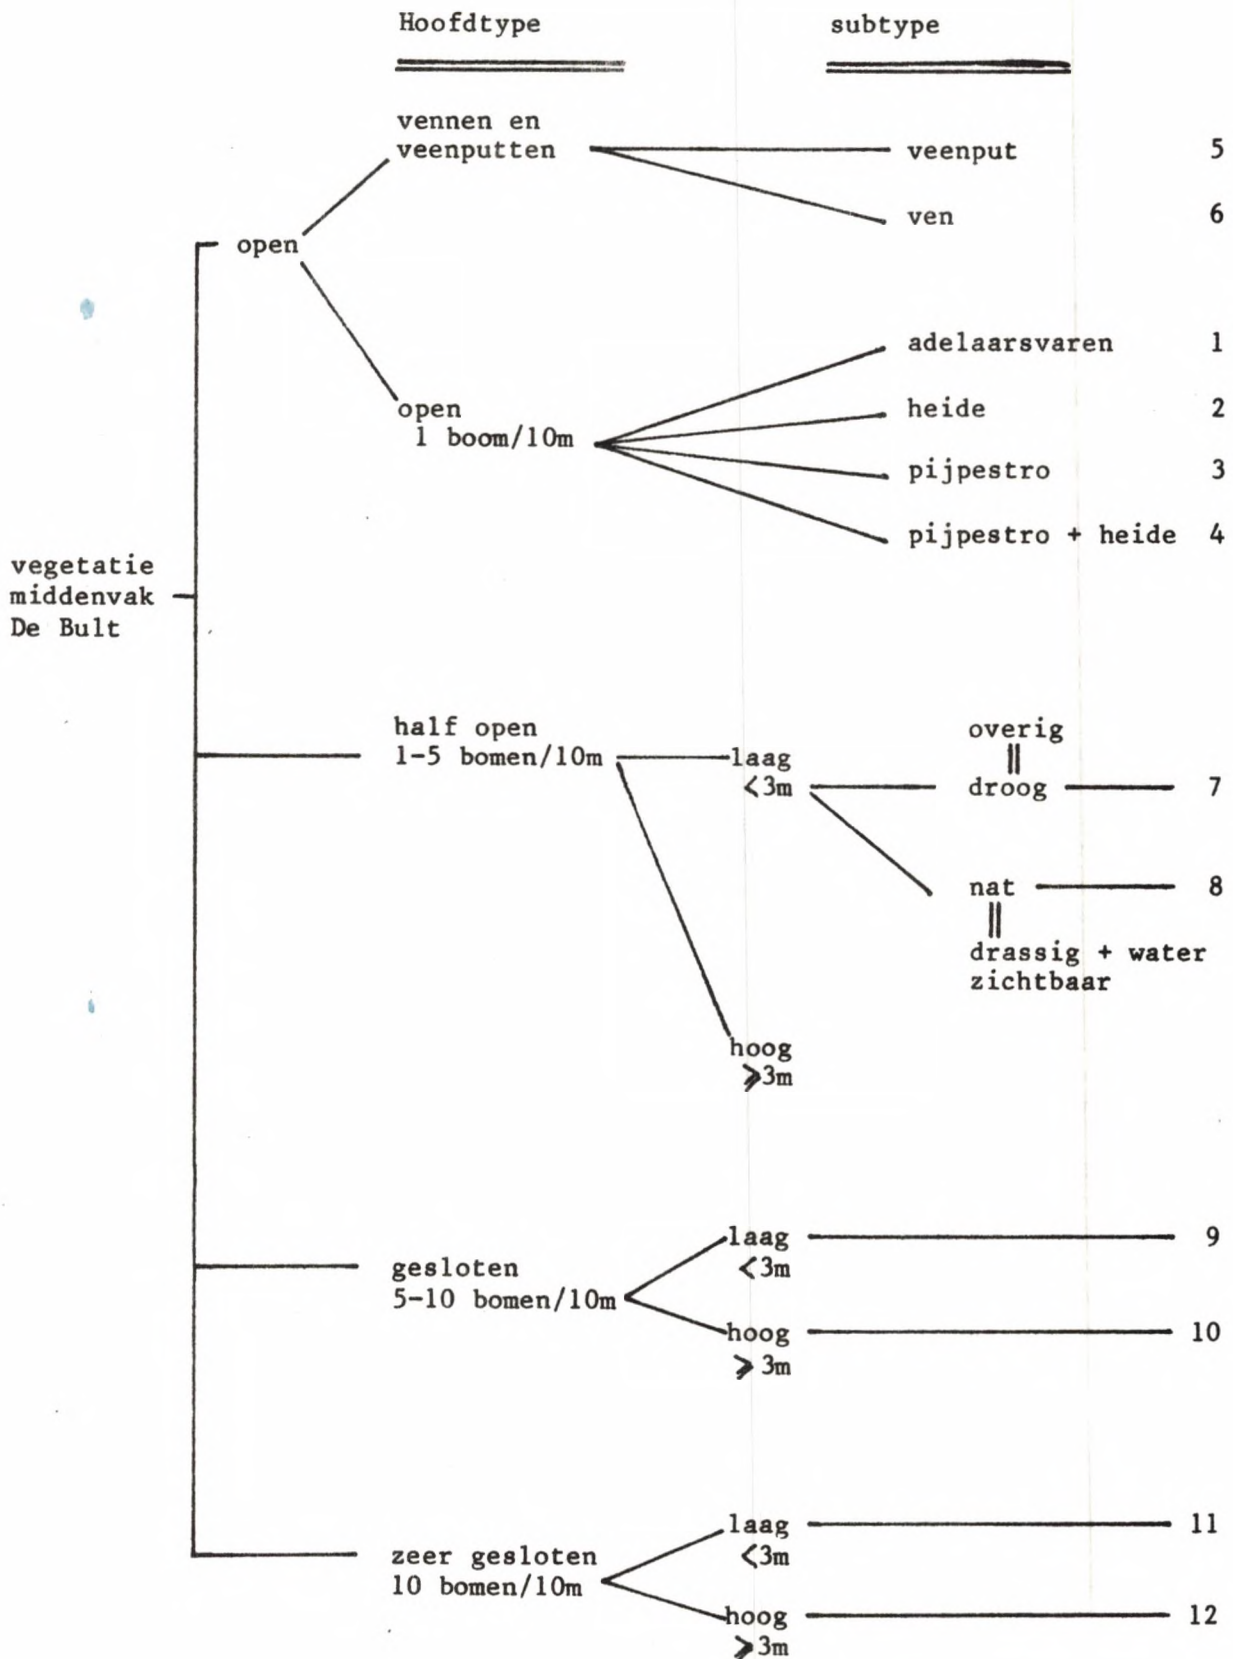 Hoofdtype subtype
vennen en
veenputten veenput 5
ven 6
open
adelaarsvaren 1
open heide 2
1 boom/10m
pijpestro 3
pijpestro + heide 4
vegetatie
middenvak
De Bult
half open overig
1-5 bomen/10m laag
<3m droog 7
nat 8
drassig + water
zichtbaar
hoog
⩾3m
laag 9
gesloten <3m
5-10 bomen/10m
hoog 10
⩾3m
laag 11
zeer gesloten <3m
10 bomen/10m
hoog 12
⩾3m